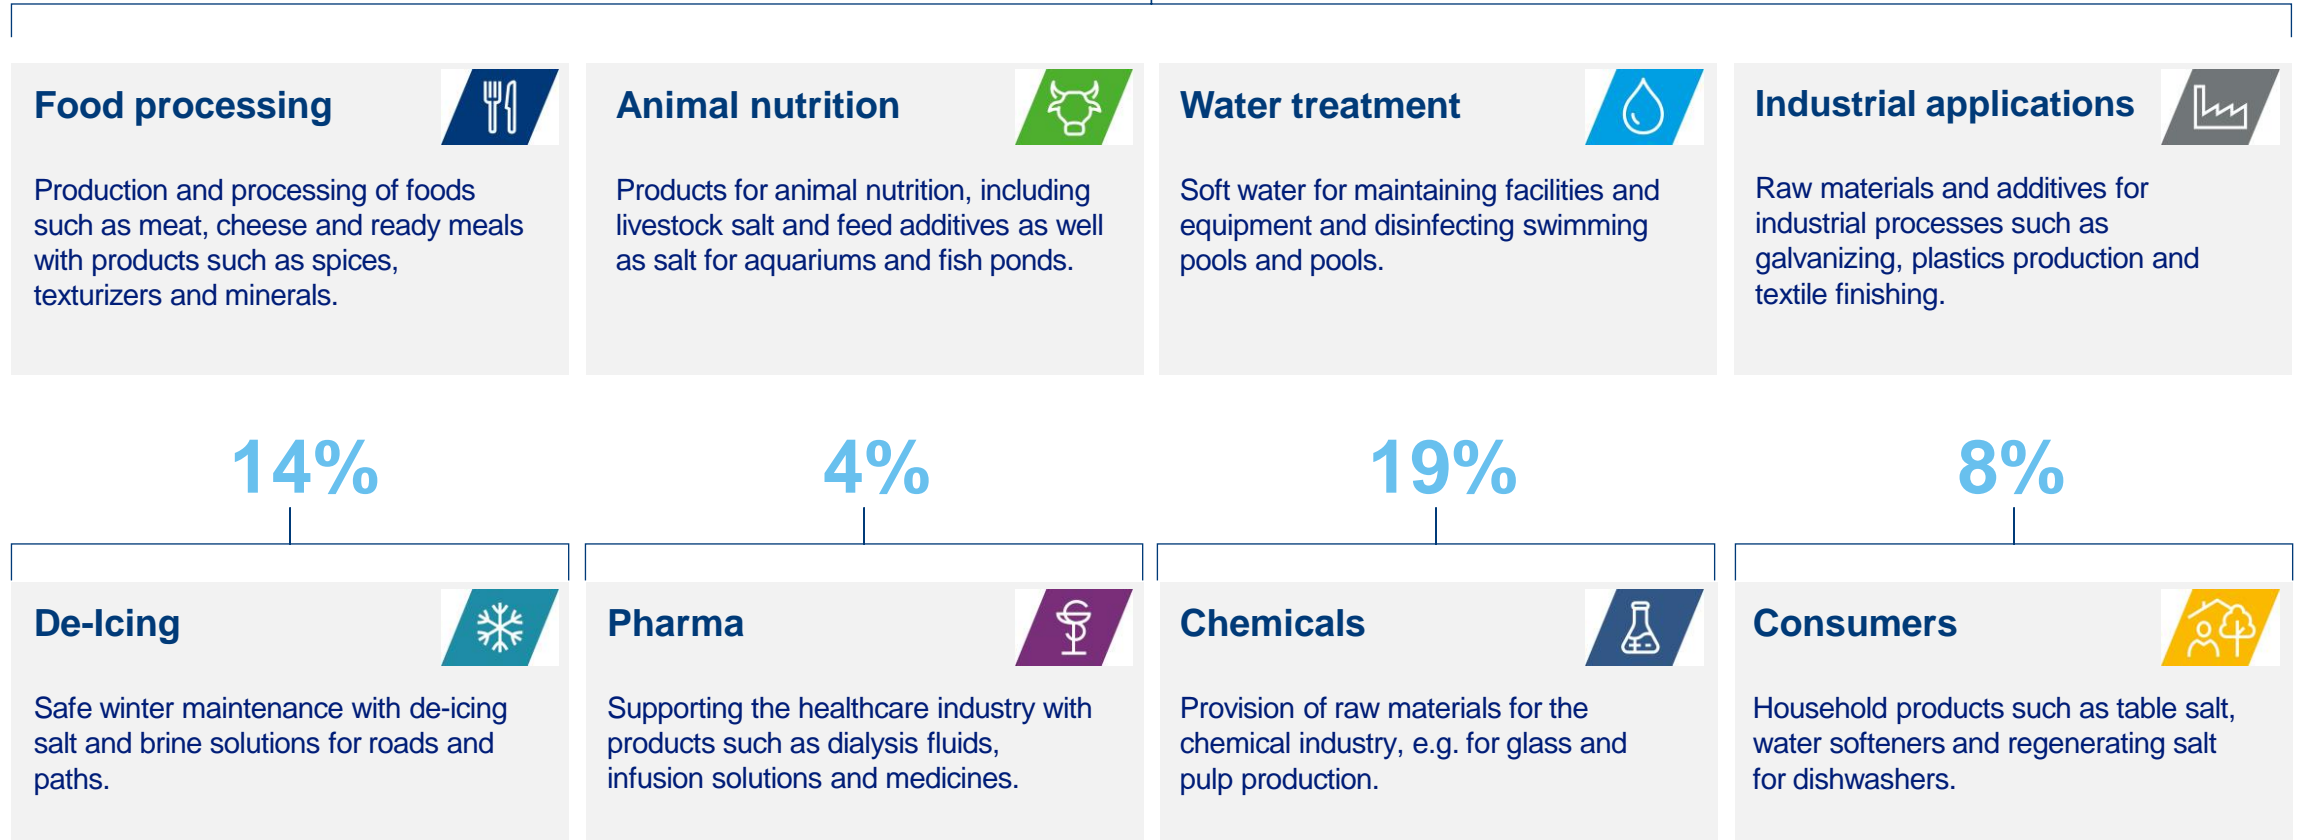 Food processing
Production and processing of foods
such as meat, cheese and ready meals
with products such as spices,
texturizers and minerals.
Animal nutrition
Products for animal nutrition, including
livestock salt and feed additives as well
as salt for aquariums and fish ponds.
Water treatment
Soft water for maintaining facilities and
equipment and disinfecting swimming
pools and pools.
Industrial applications
Raw materials and additives for
industrial processes such as
galvanizing, plastics production and
textile finishing.
14%
4%
19%
8%
De-Icing
Safe winter maintenance with de-icing
salt and brine solutions for roads and
paths.
Pharma
Supporting the healthcare industry with
products such as dialysis fluids,
infusion solutions and medicines.
Chemicals
Provision of raw materials for the
chemical industry, e.g. for glass and
pulp production.
Consumers
Household products such as table salt,
water softeners and regenerating salt
for dishwashers.